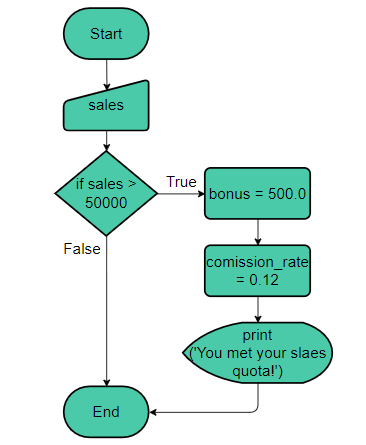 Start
sales
if sales >
50000
True
False
bonus = 500.0
comission_rate
= 0.12
print
('You met your slaes
quota!')
End